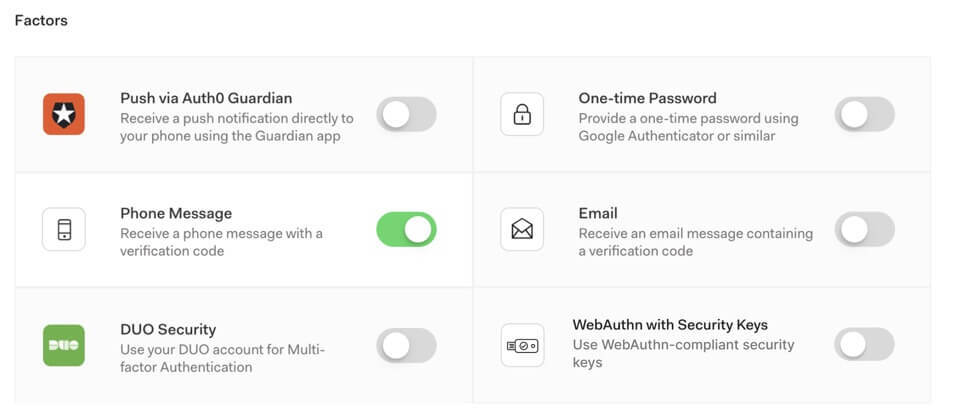 Factors
Push via Auth0 Guardian
Receive a push notification directly to
your phone using the Guardian app
One-time Password
Provide a one-time password using
Google Authenticator or similar
Phone Message
Receive a phone message with a
verification code
Email
Receive an email message containing
a verification code
DUO
DUO Security
Use your DUO account for Multi-
factor Authentication
WebAuthn with Security Keys
Use WebAuthn-compliant security
keys